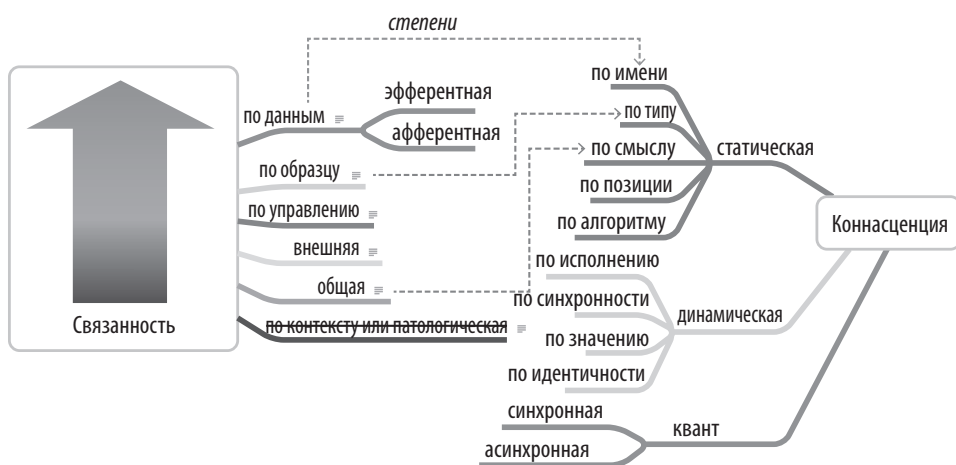 степени
по данным
эфферентная
афферентная
по образцу
по управлению
внешняя
общая
по контексту или патологическая
Связанность
по имени
по типу
по смыслу
по позиции
по алгоритму
статическая
Коннасценция
по исполнению
по синхронности
по значению
по идентичности
динамическая
синхронная
асинхронная
квант